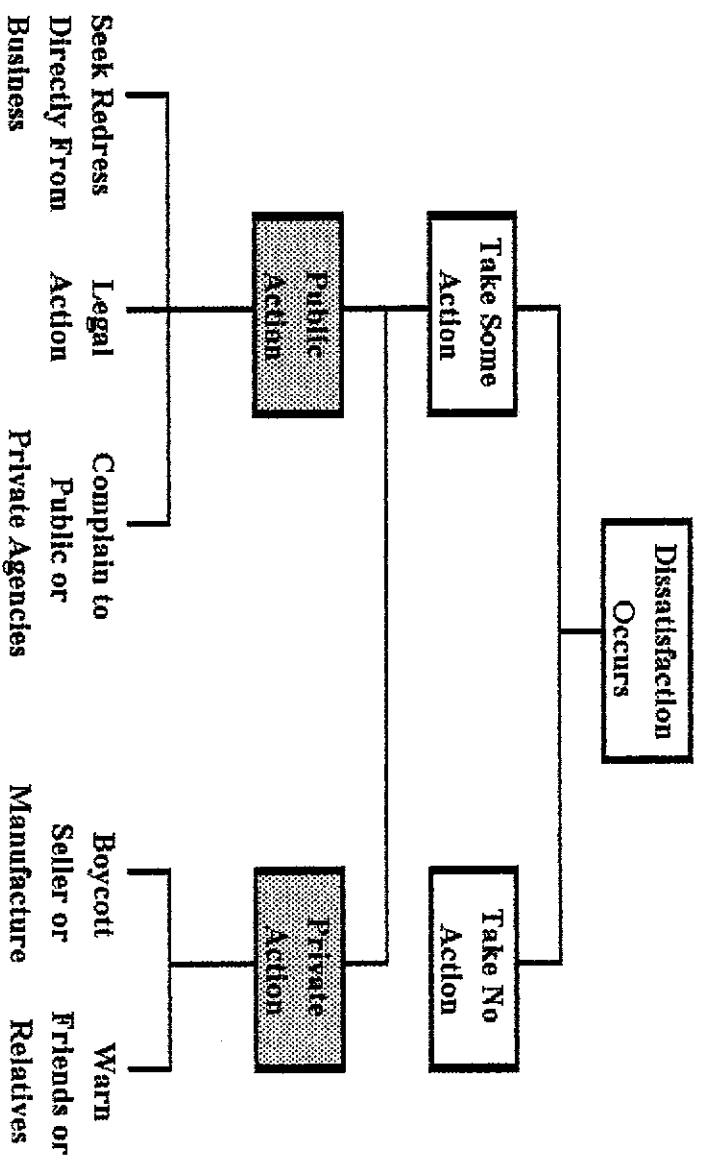 Dissatisfaction
Occurs
Take Some
Action
Take No
Action
Public
Action
Private
Action
Seek Redress
Directly From
Business
Legal
Action
Complain to
Public or
Private Agencies
Boycott
Seller or
Manufacture
Warn
Friends or
Relatives